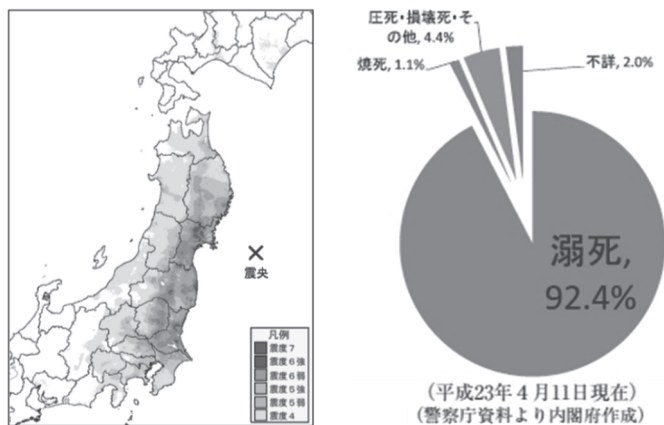 ×
震央
凡例
震度7
震度6強
震度6弱
震度5強
震度5弱
震度4
圧死・損壊死・そ
の他, 4.4%
焼死, 1.1%
不詳, 2.0%
溺死,
92.4%
(平成23年4月11日現在)
(警察庁資料より内閣府作成)